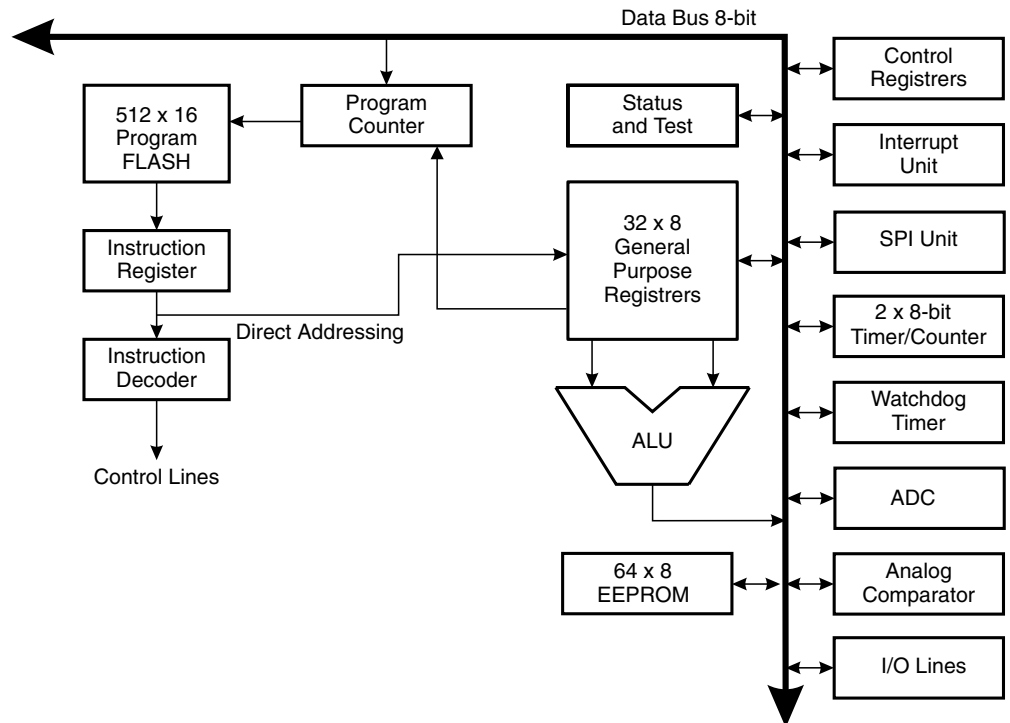 Data Bus 8-bit
512 x 16
Program
FLASH
Program
Counter
Status
and Test
Control
Registrers
Interrupt
Unit
Instruction
Register
32 x 8
General
Purpose
Registrers
SPI Unit
Direct Addressing
2 x 8-bit
Timer/Counter
Instruction
Decoder
Watchdog
Timer
ALU
Control Lines
ADC
64 x 8
EEPROM
Analog
Comparator
I/O Lines